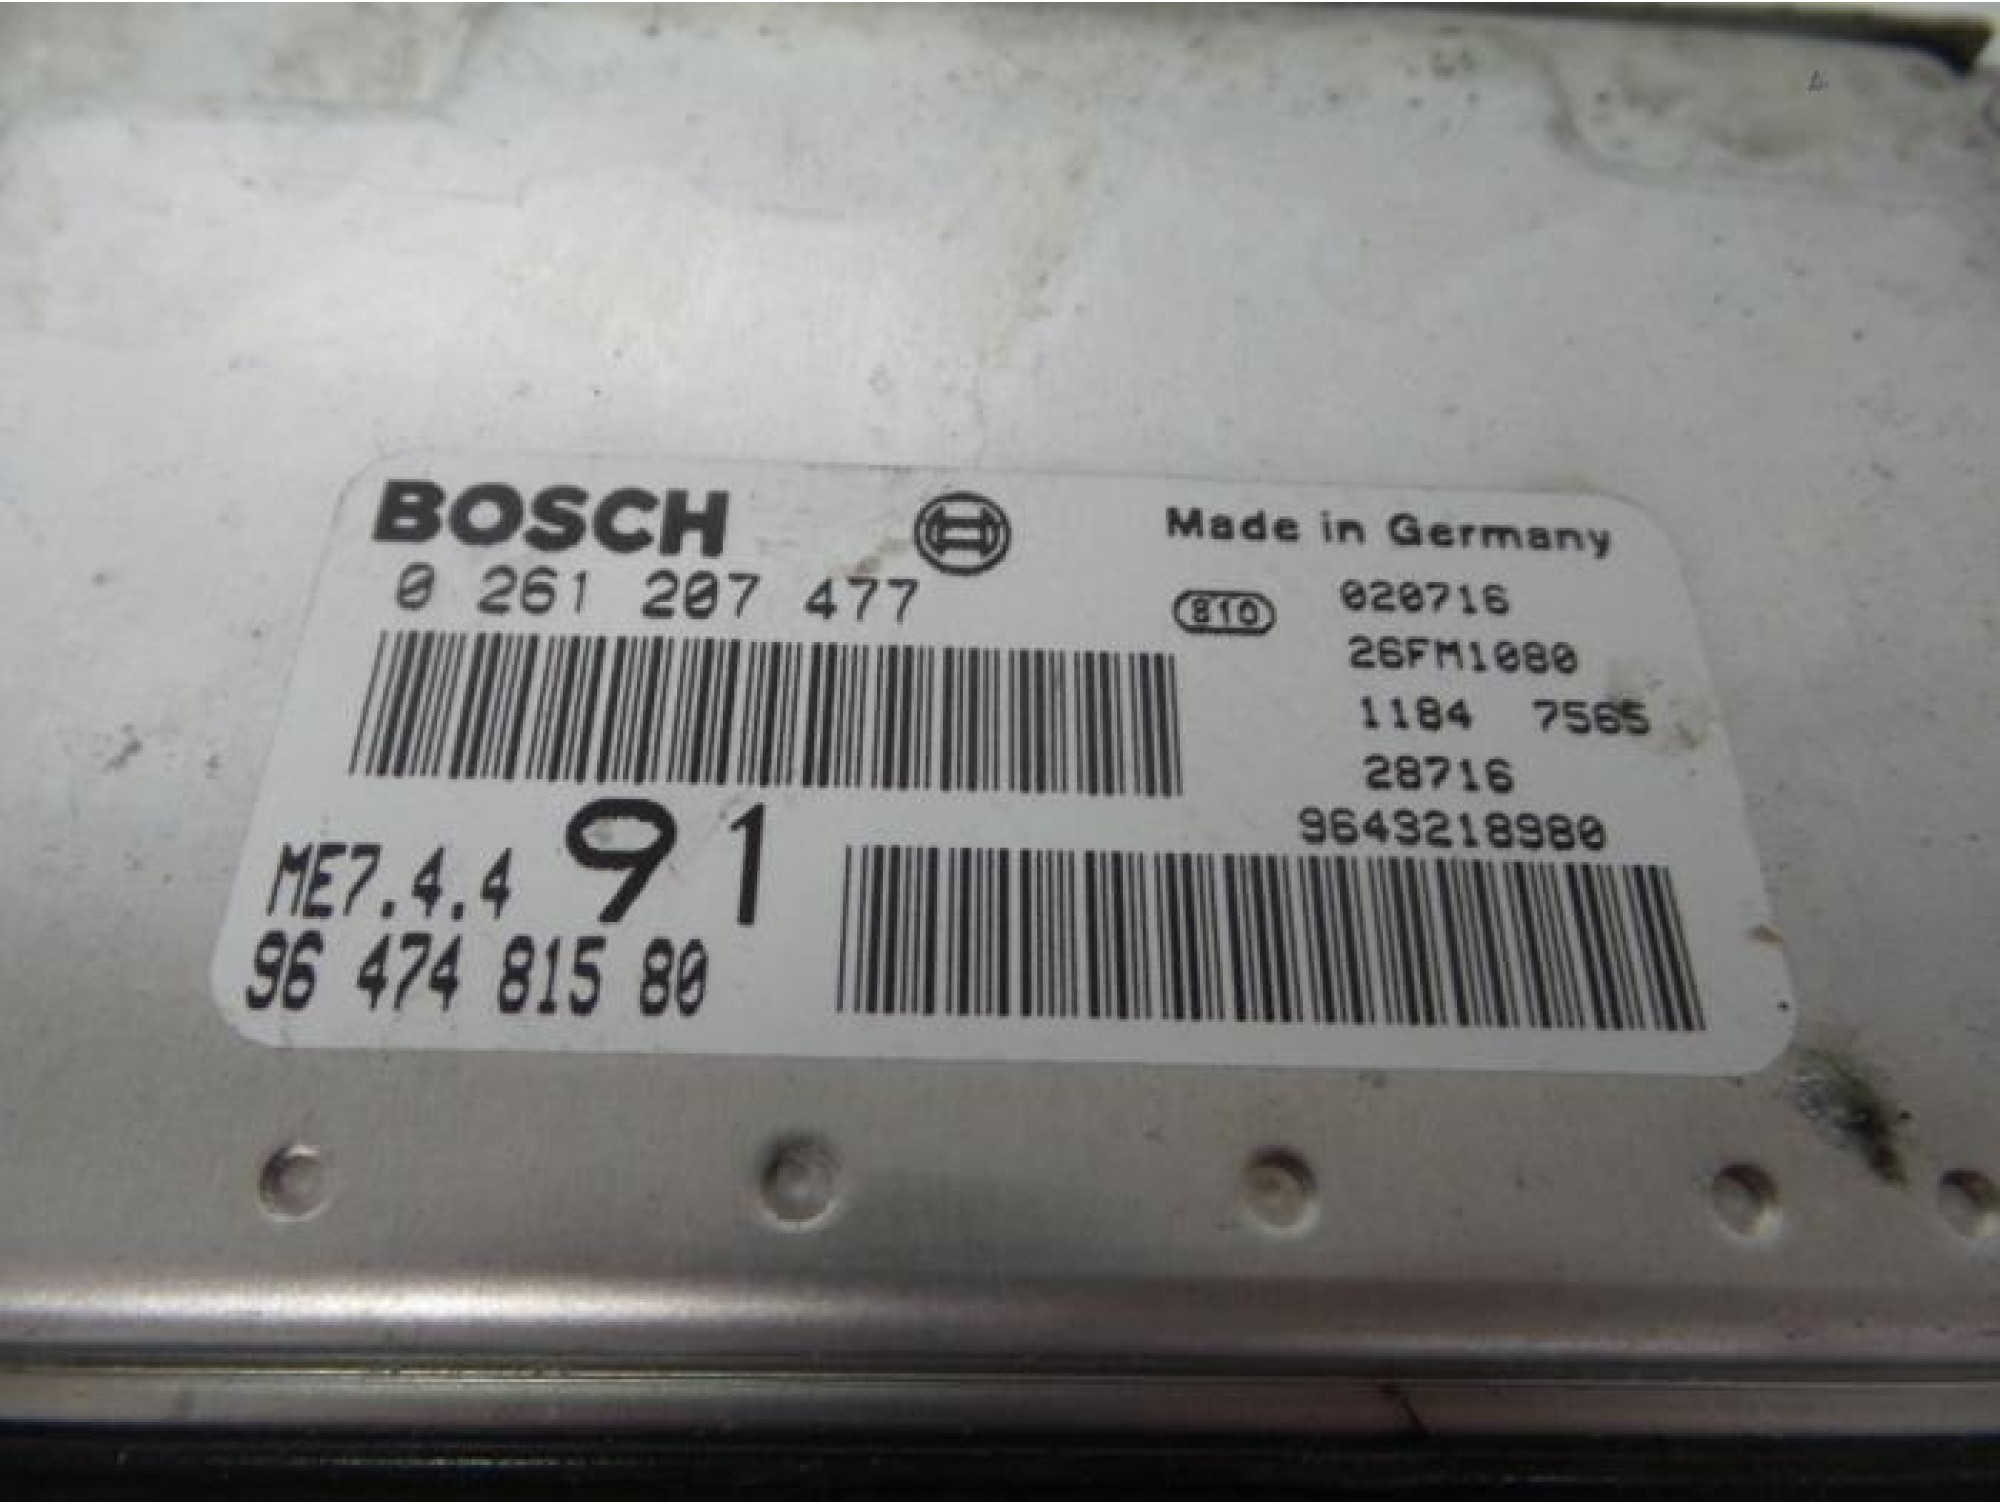 BOSCH
Made in Germany
0 261 207 477
810
020716
26FM1080
1184 7565
28716
9643218980
ME7.4.4
91
96 474 815 80